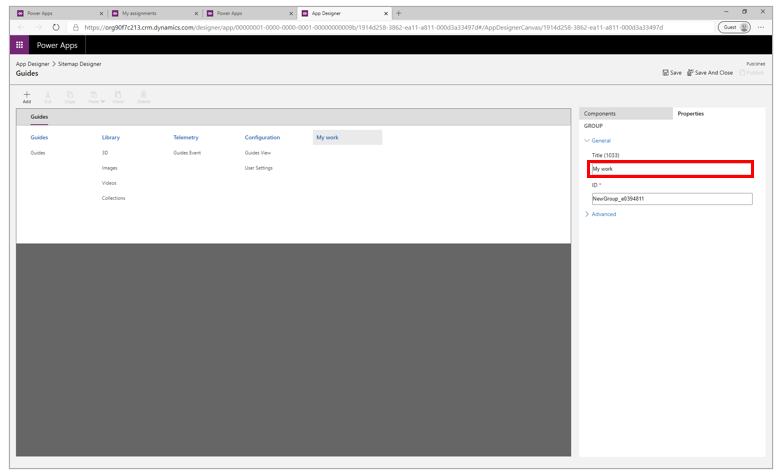 Power Apps
My assignments
Power Apps
App Designer
https://org90f7c213.crm.dynamics.com/designer/app/00000001-0000-0000-0001-00000000009b/1914d258-3862-ea11-a811-000d3a33497d#/AppDesignerCanvas/1914d258-3862-ea11-a811-000d3a33497d
Guest
Power Apps
App Designer > Sitemap Designer
Published
Guides
Save
Save And Close
Publish
Add
Cut
Copy
Paste
Clone
Delete
Guides
Guides
Library
Telemetry
Configuration
My work
Guides
3D
Guides Event
Guides View
Images
User Settings
Videos
Collections
Components
Properties
GROUP
General
Title (1033)
My work
ID *
NewGroup_e0394811
Advanced